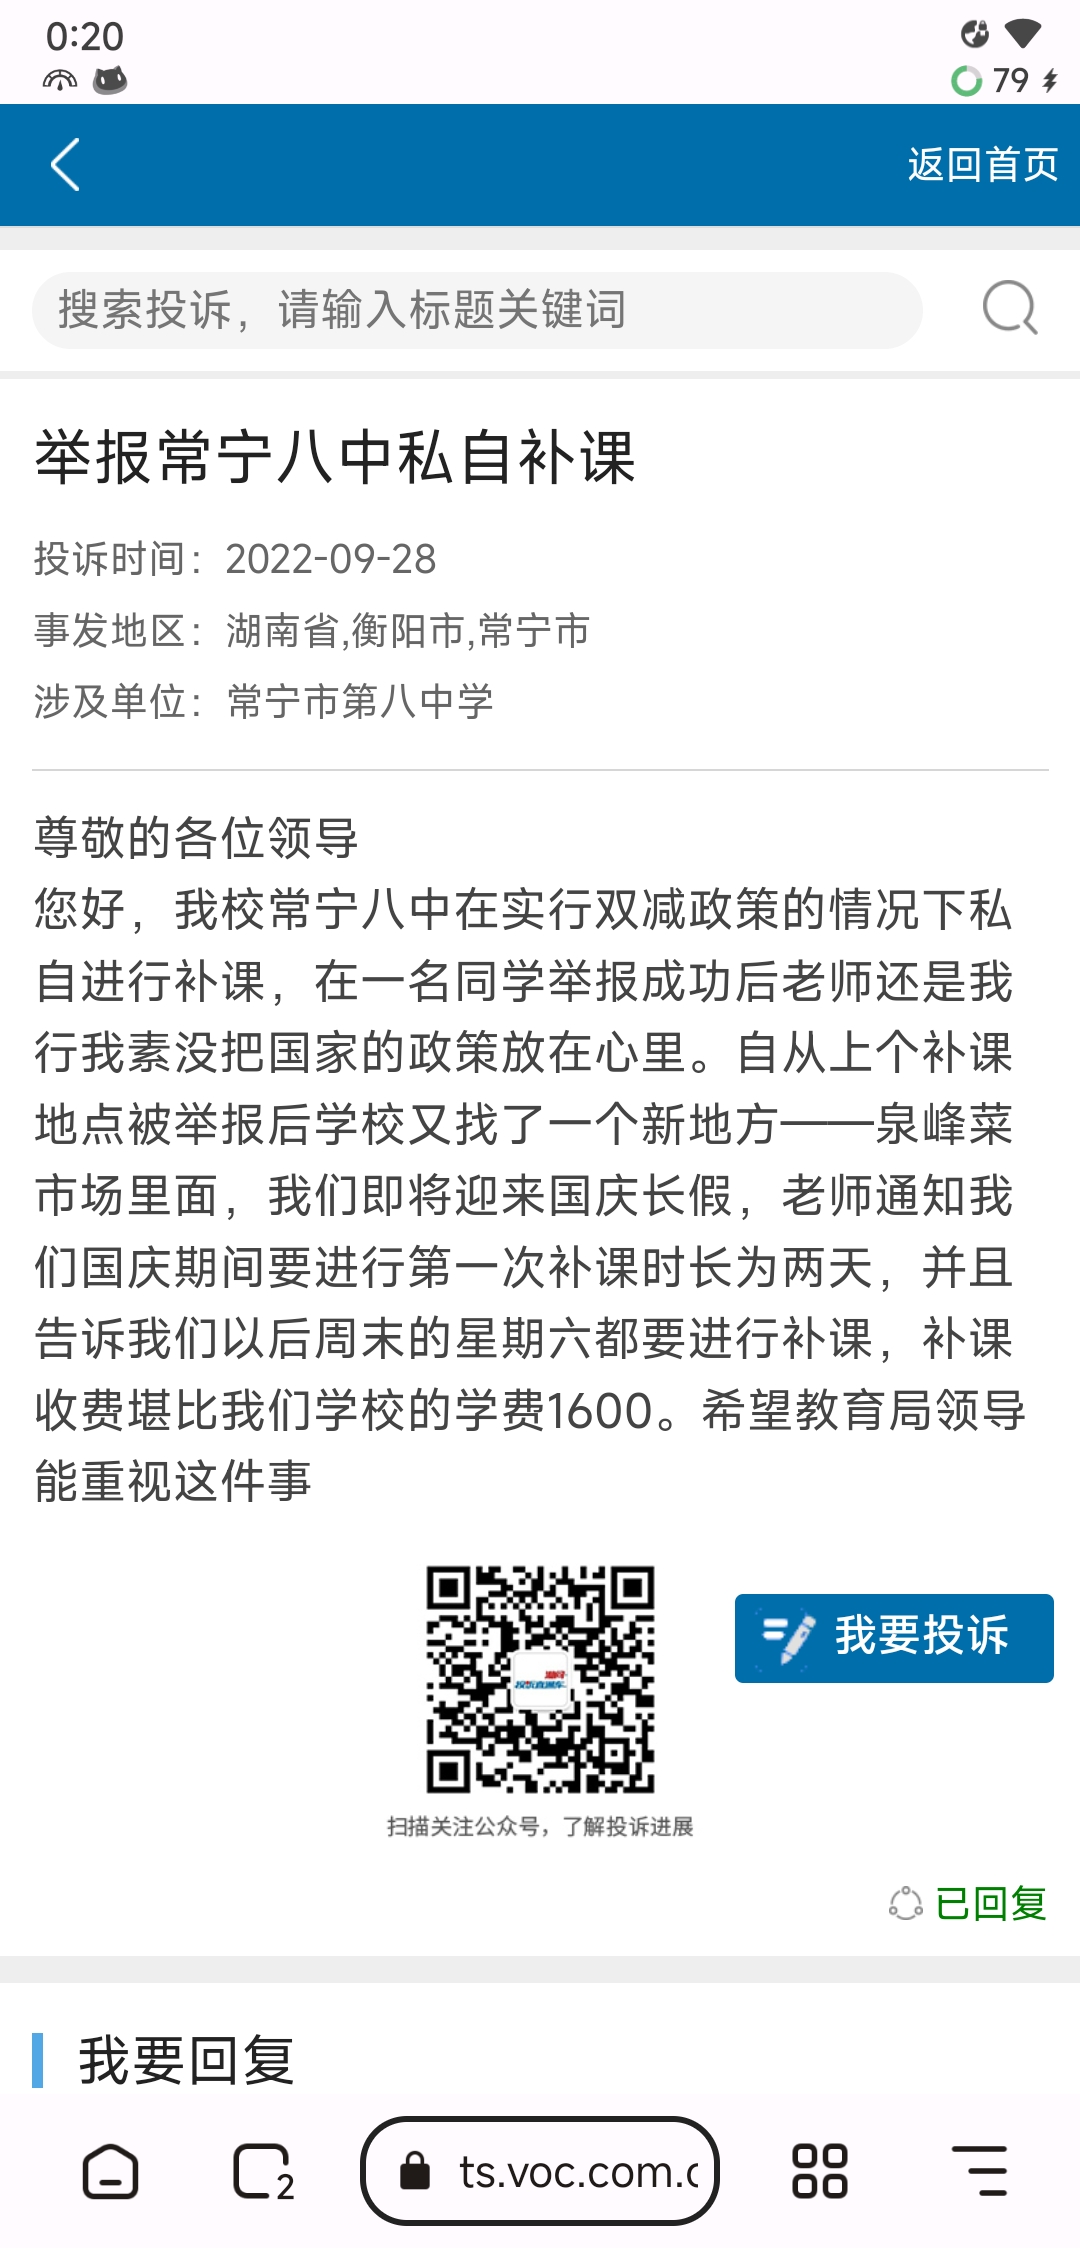 0:20
79
返回首页
搜索投诉，请输入标题关键词
举报常宁八中私自补课
投诉时间：2022-09-28
事发地区：湖南省,衡阳市,常宁市
涉及单位：常宁市第八中学
尊敬的各位领导
您好，我校常宁八中在实行双减政策的情况下私
自进行补课，在一名同学举报成功后老师还是我
行我素没把国家的政策放在心里。自从上个补课
地点被举报后学校又找了一个新地方——泉峰菜
市场里面，我们即将迎来国庆长假，老师通知我
们国庆期间要进行第一次补课时长为两天，并且
告诉我们以后周末的星期六都要进行补课，补课
收费堪比我们学校的学费1600。希望教育局领导
能重视这件事
我要投诉
扫描关注公众号，了解投诉进展
已回复
我要回复
2
ts.voc.com.c